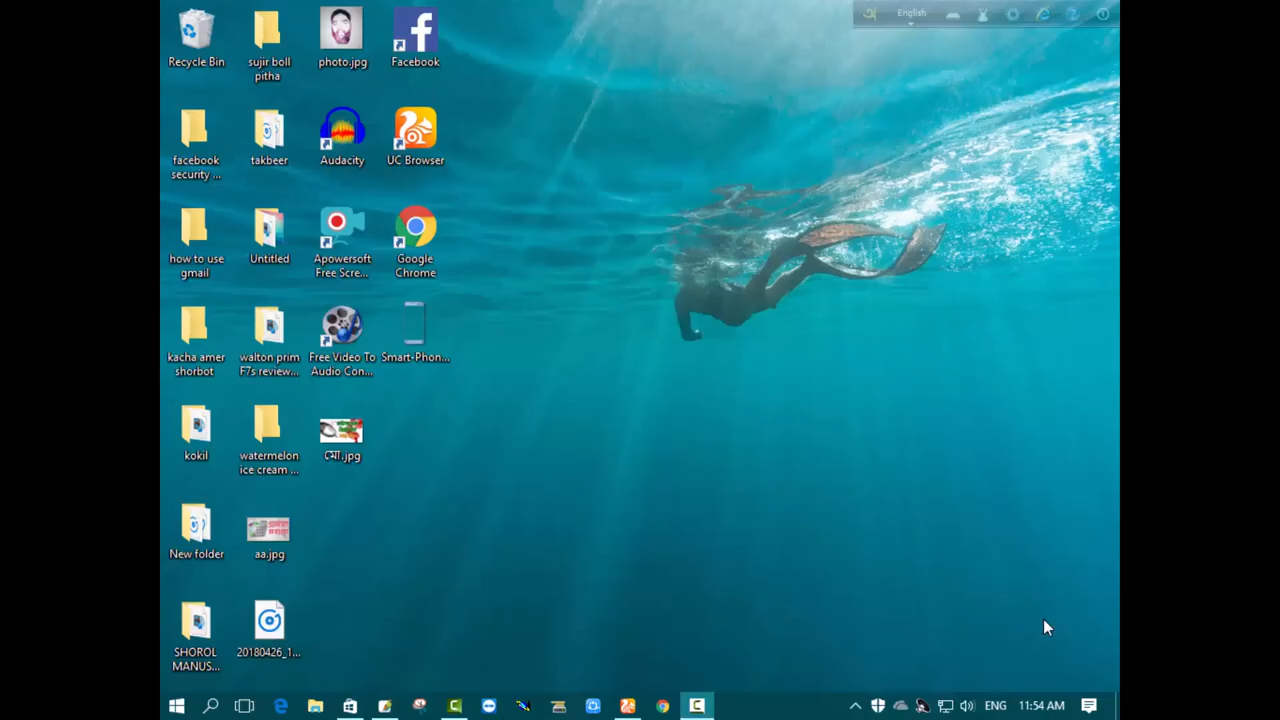 English
Recycle Bin
sujir boll
pitha
photo.jpg
Facebook
facebook
security ...
takbeer
Audacity
UC Browser
how to use
gmail
Untitled
Apowersoft
Free Scre...
Google
Chrome
kacha amer
shorbot
walton prim
F7s review...
Free Video To
Audio Con...
Smart-Phon...
kokil
watermelon
ice cream ...
মো.jpg
New folder
aa.jpg
SHOROL
MANUS...
20180426_1...
ENG
11:54 AM